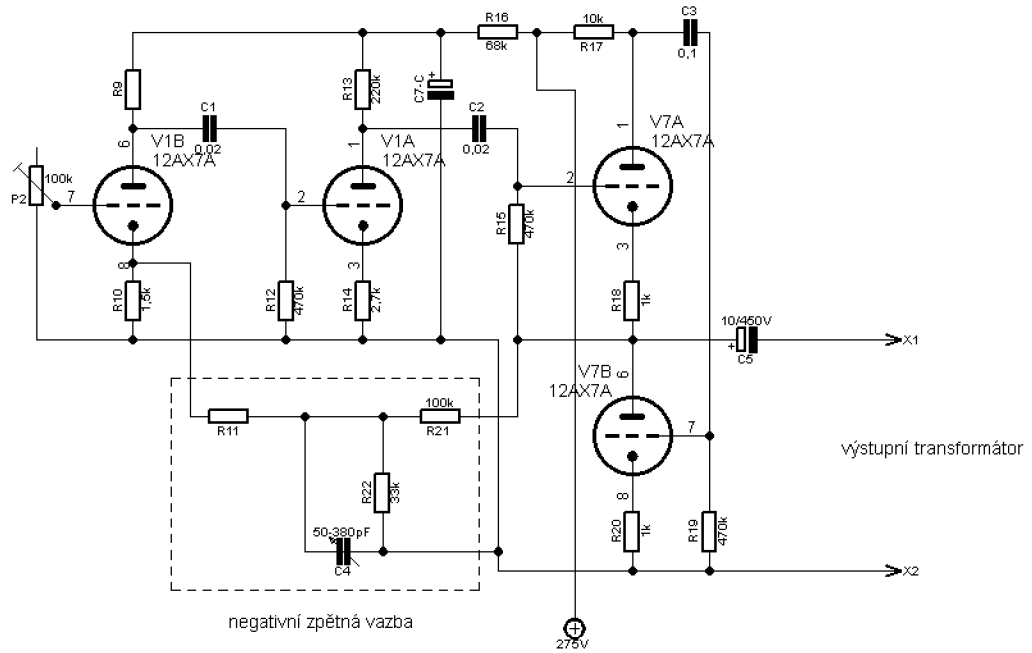 R16
68k
10k
R17
C3
0,1
R9
R13
220k
C7-C
+
C1
0,02
C2
0,02
V1B
12AX7A
6
V1A
12AX7A
1
V7A
12AX7A
1
P2
100k
7
2
2
R15
470k
8
3
3
R10
1,5k
R12
470k
R14
2,7k
R18
1k
10/450V
+
C5
X1
V7B
12AX7A
6
7
R11
100k
R21
výstupní transformátor
R22
33k
8
50-380pF
C4
R20
1k
R19
470k
X2
negativní zpětná vazba
275V